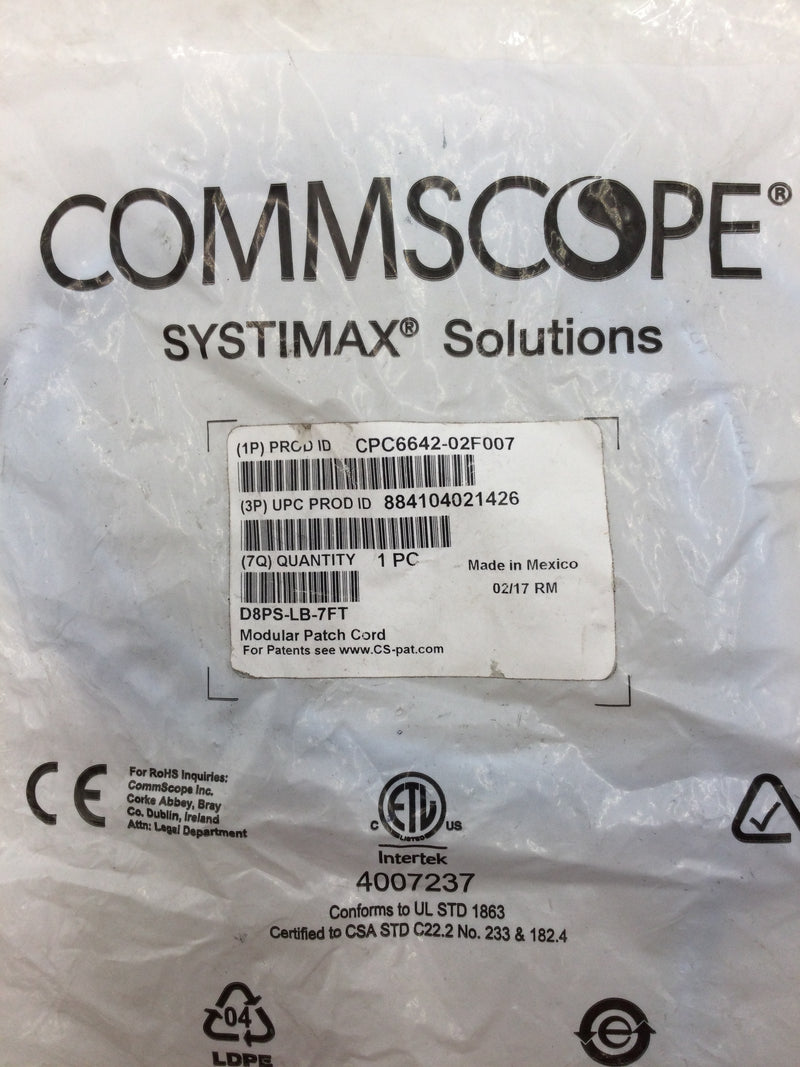 COMMSCOPE®
SYSTIMAX® Solutions
(1P) PROD ID CPC6642-02F007
(3P) UPC PROD ID 884104021426
(7Q) QUANTITY 1 PC
Made in Mexico
02/17 RM
D8PS-LB-7FT
Modular Patch Cord
For Patents see www.CS-pat.com
CE
For RoHS Inquiries:
CommScope Inc.
Corke Abbey, Bray
Co. Dublin, Ireland
Attn: Legal Department
ETL
C US
LISTED
Intertek
4007237
Conforms to UL STD 1863
Certified to CSA STD C22.2 No. 233 & 182.4
04
LDPE
e